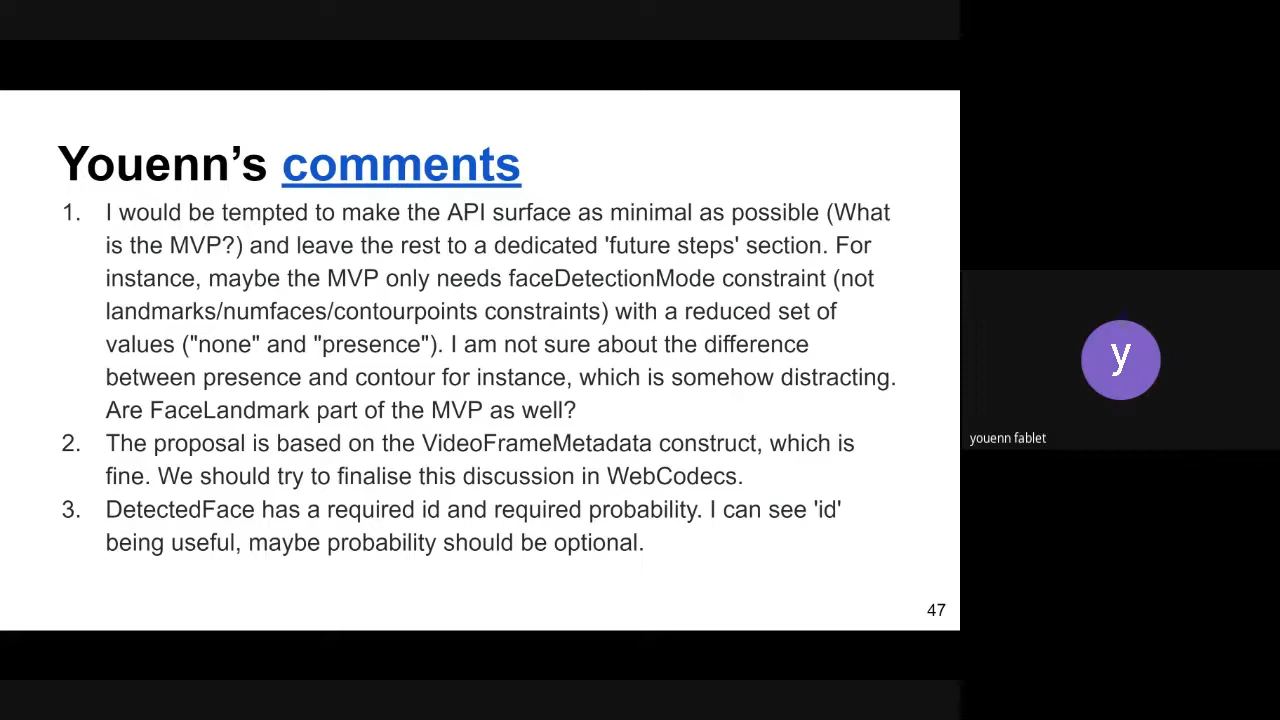 Youenn’s comments
1. I would be tempted to make the API surface as minimal as possible (What
is the MVP?) and leave the rest to a dedicated 'future steps' section. For
instance, maybe the MVP only needs faceDetectionMode constraint (not
landmarks/numfaces/contourpoints constraints) with a reduced set of
values ("none" and "presence"). I am not sure about the difference
between presence and contour for instance, which is somehow distracting.
Are FaceLandmark part of the MVP as well?
2. The proposal is based on the VideoFrameMetadata construct, which is
fine. We should try to finalise this discussion in WebCodecs.
3. DetectedFace has a required id and required probability. I can see 'id'
being useful, maybe probability should be optional.
47
y
youenn fablet